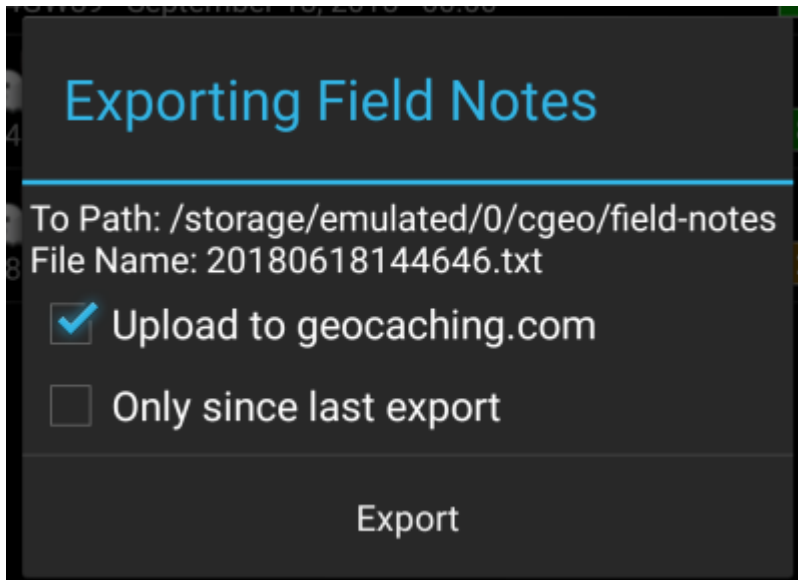 Exporting Field Notes
To Path: /storage/emulated/0/cgeo/field-notes
File Name: 20180618144646.txt
Upload to geocaching.com
Only since last export
Export